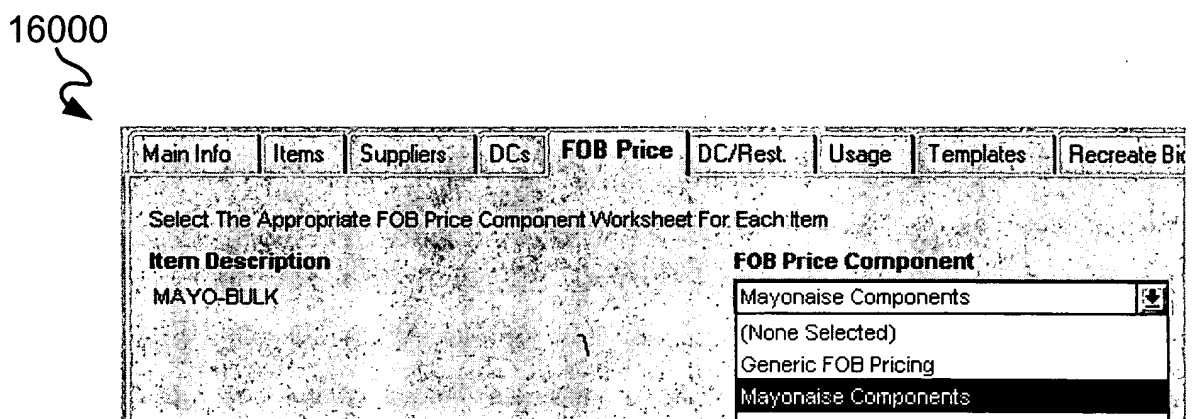 16000
Main Info Items Suppliers DCs FOB Price DC/Rest. Usage Templates Recreate Bi
Select The Appropriate FOB Price Component Worksheet For Each Item
Item Description FOB Price Component
MAYO-BULK Mayonaise Components
(None Selected)
Generic FOB Pricing
Mayonaise Components